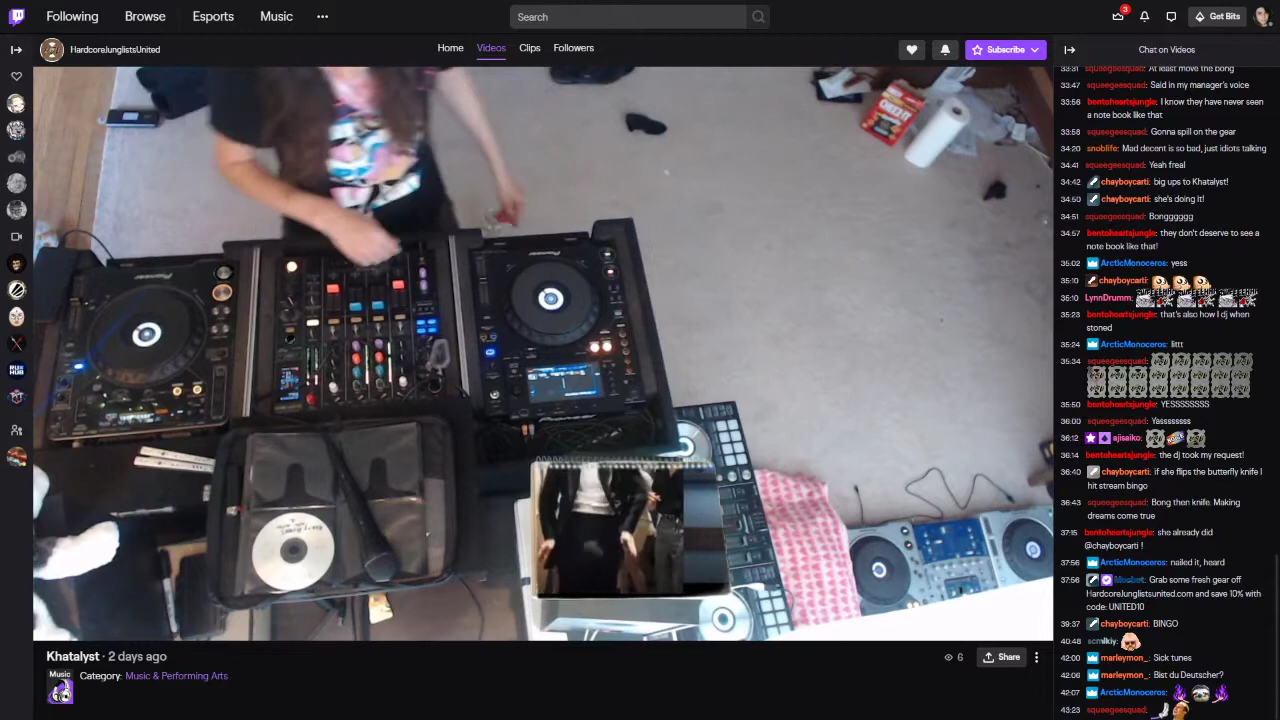 Following
Browse
Esports
Music
Search
3
Get Bits
HardcoreJunglistsUnited
Home
Videos
Clips
Followers
Subscribe
Chat on Videos
33:31 squeegeesquad: At least move the bong
33:47 squeegeesquad: Said in my manager's voice
33:56 bentoheartsjungle: I know they have never seen
a note book like that
33:58 squeegeesquad: Gonna spill on the gear
34:20 snoblife: Mad decent is so bad, just idiots talking
34:41 squeegeesquad: Yeah freal
34:42 chayboycarti: big ups to Khatalyst!
34:50 chayboycarti: she's doing it!
34:51 squeegeesquad: Bongggggg
34:57 bentoheartsjungle: they don't deserve to see a
note book like that!
35:02 ArcticMonoceros: yess
35:10 chayboycarti:
35:10 LynnDrumm:
35:23 bentoheartsjungle: that's also how I dj when
stoned
35:24 ArcticMonoceros: littt
35:34 squeegeesquad:
35:50 bentoheartsjungle: YESSSSSSSS
36:00 squeegeesquad: Yasssssss
36:12 ajisaiko:
36:14 bentoheartsjungle: the dj took my request!
36:40 chayboycarti: if she flips the butterfly knife I
hit stream bingo
36:43 squeegeesquad: Bong then knife. Making
dreams come true
37:15 bentoheartsjungle: she already did
@chayboycarti !
37:56 ArcticMonoceros: nailed it, heard
37:56 Moobot: Grab some fresh gear off
HardcoreJunglistsunited.com and save 10% with
code: UNITED10
39:37 chayboycarti: BINGO
40:48 scmilkiy:
42:00 marleymon_: Sick tunes
42:06 marleymon_: Bist du Deutscher?
42:07 ArcticMonoceros:
43:23 squeegeesquad:
CHEEZ-IT
Pioneer
Khatalyst · 2 days ago
6
Share
Music
Category: Music & Performing Arts